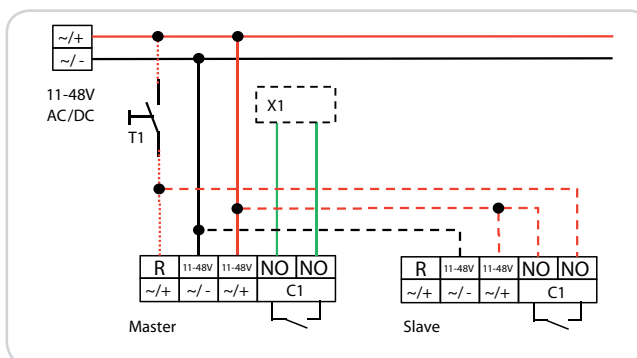 ~/+
~/ -
11-48V
AC/DC
T1
X1
R 11-48V 11-48V NO NO
~/+ ~/ - ~/+ C1
Master
R 11-48V 11-48V NO NO
~/+ ~/ - ~/+ C1
Slave